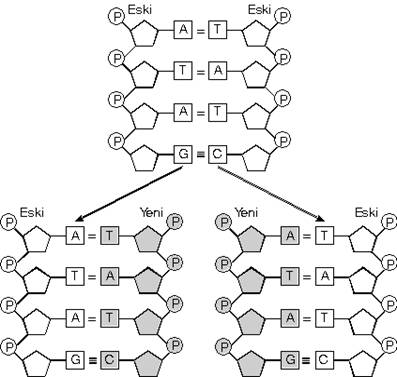 Eski Eski
P A = T P
P T = A P
P A = T P
P G ≡ C P
Eski Yeni Yeni Eski
P A = T P P A = T P
P T = A P P T = A P
P A = T P P A = T P
P G ≡ C P P G ≡ C P